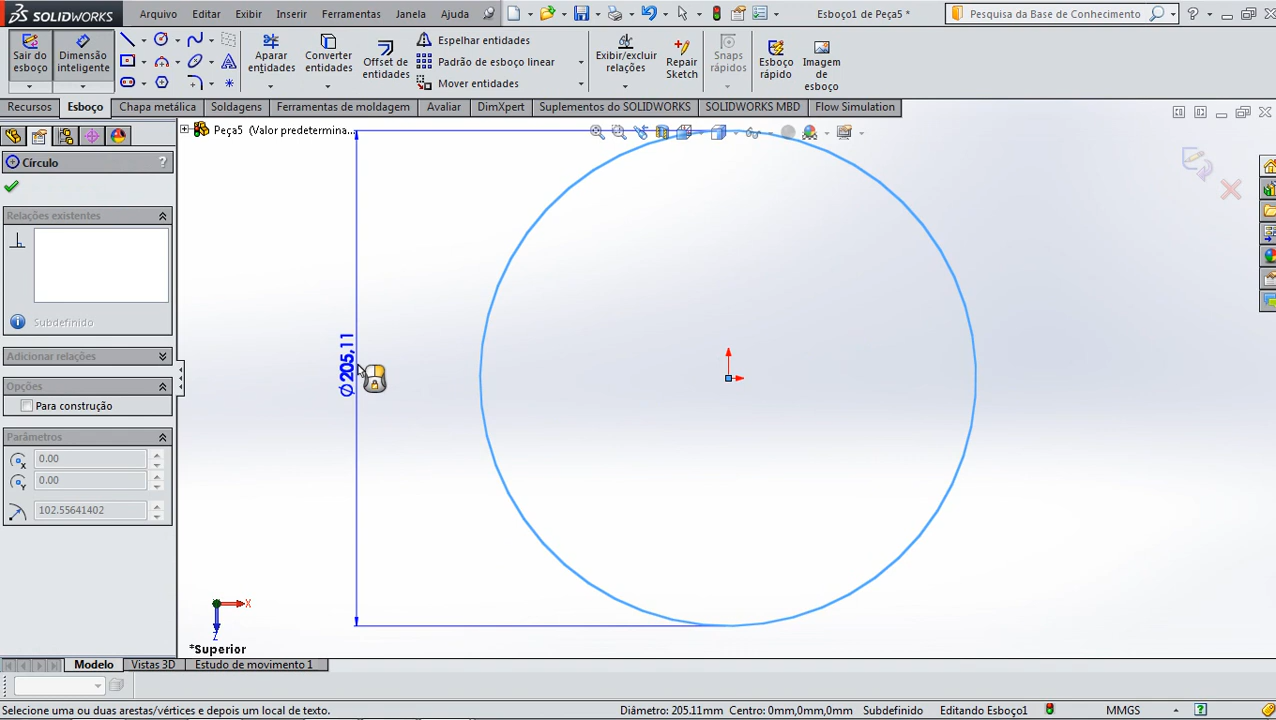 SOLIDWORKS Arquivo Editar Exibir Inserir Ferramentas Janela Ajuda Esboço1 de Peça5 * Pesquisa da Base de Conhecimento
Sair do esboço
Dimensão inteligente
Aparar entidades
Converter entidades
Offset de entidades
Espelhar entidades
Padrão de esboço linear
Mover entidades
Exibir/excluir relações
Repair Sketch
Snaps rápidos
Esboço rápido
Imagem de esboço
Recursos Esboço Chapa metálica Soldagens Ferramentas de moldagem Avaliar DimXpert Suplementos do SOLIDWORKS SOLIDWORKS MBD Flow Simulation
Peça5 (Valor predetermina...
Círculo ?
Relações existentes
Subdefinido
Adicionar relações
Opções
Para construção
Parâmetros
0.00
0.00
102.55641402
Ø205,11
X
Z
*Superior
Modelo Vistas 3D Estudo de movimento 1
Selecione uma ou duas arestas/vértices e depois um local de texto. Diâmetro: 205.11mm Centro: 0mm,0mm,0mm Subdefinido Editando Esboço1 MMGS ?